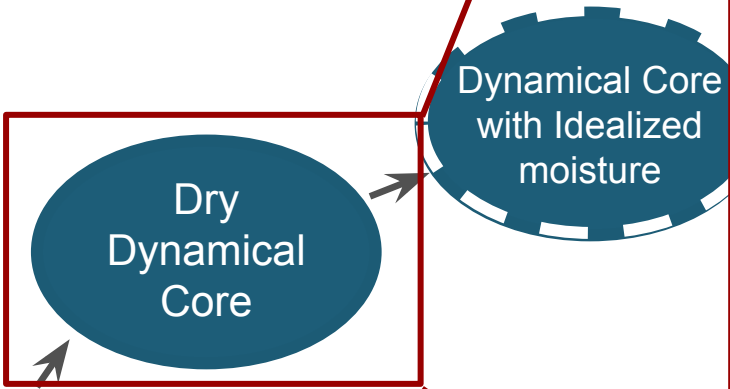 Dynamical Core
with Idealized
moisture
Dry
Dynamical
Core